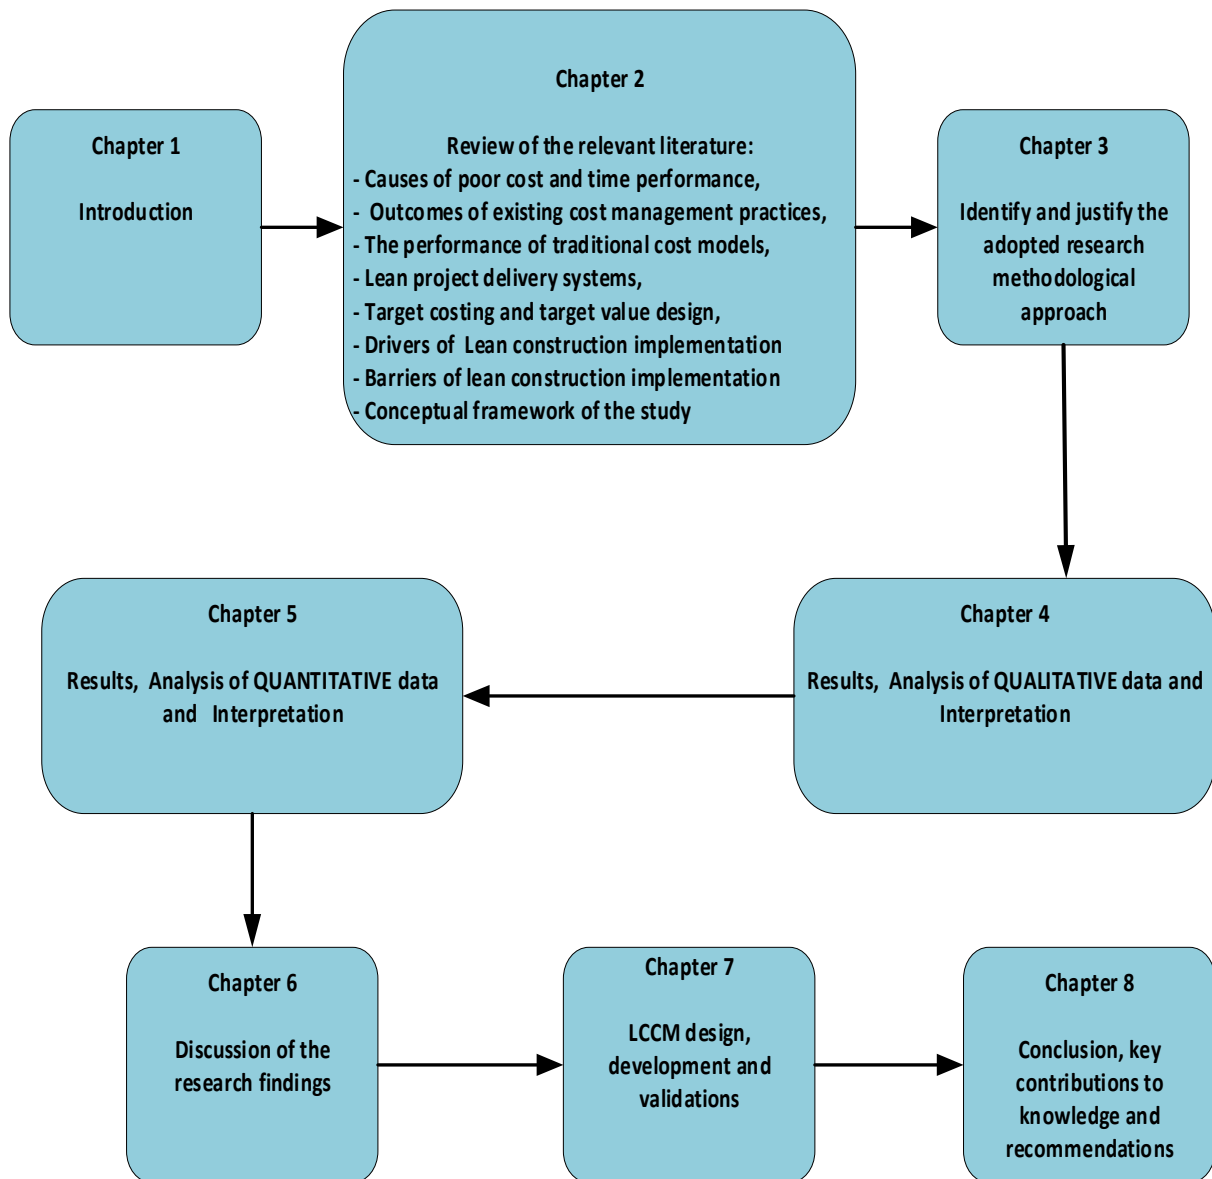 Chapter 1
Introduction
Chapter 2
Review of the relevant literature:
- Causes of poor cost and time performance,
- Outcomes of existing cost management practices,
- The performance of traditional cost models,
- Lean project delivery systems,
- Target costing and target value design,
- Drivers of Lean construction implementation
- Barriers of lean construction implementation
- Conceptual framework of the study
Chapter 3
Identify and justify the
adopted research
methodological
approach
Chapter 4
Results, Analysis of QUALITATIVE data and
Interpretation
Chapter 5
Results, Analysis of QUANTITATIVE data
and Interpretation
Chapter 6
Discussion of the
research findings
Chapter 7
LCCM design,
development and
validations
Chapter 8
Conclusion, key
contributions to
knowledge and
recommendations